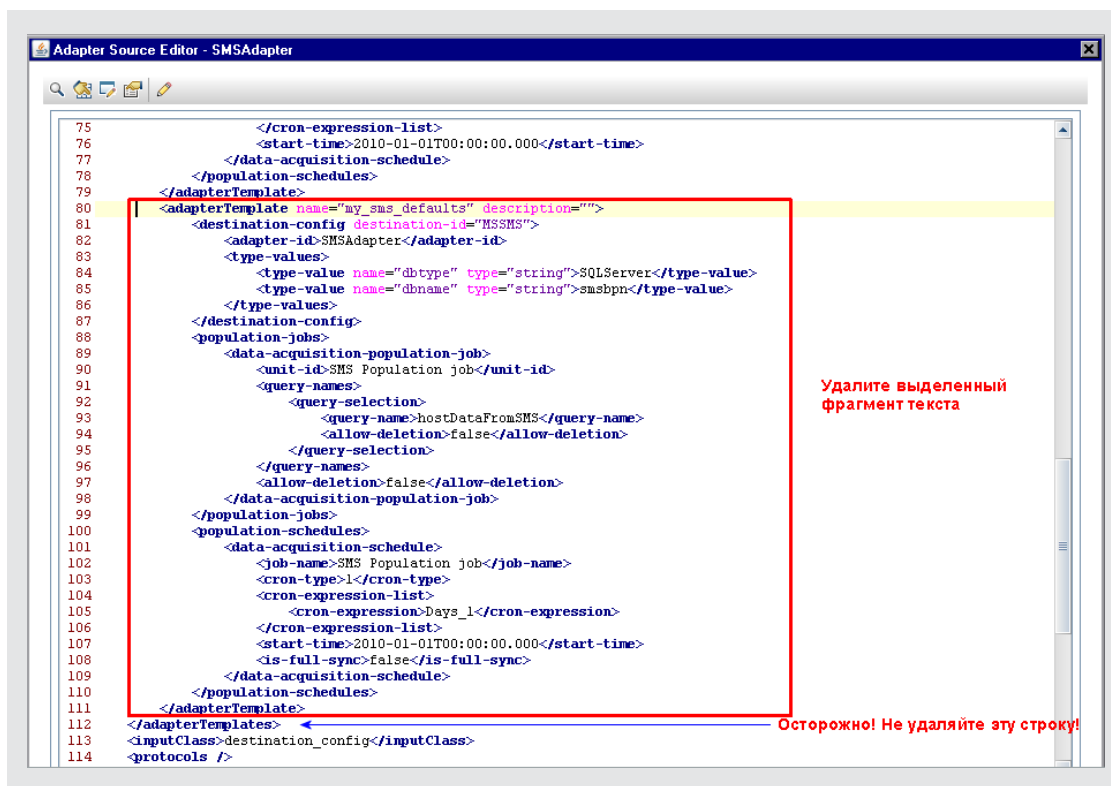 Adapter Source Editor - SMSAdapter
75 </cron-expression-list>
76 <start-time>2010-01-01T00:00:00.000</start-time>
77 </data-acquisition-schedule>
78 </population-schedules>
79 </adapterTemplate>
80 <adapterTemplate name="my_sms_defaults" description="">
81 <destination-config destination-id="MSSMS">
82 <adapter-id>SMSAdapter</adapter-id>
83 <type-values>
84 <type-value name="dbtype" type="string">SQLServer</type-value>
85 <type-value name="dbname" type="string">smsbpn</type-value>
86 </type-values>
87 </destination-config>
88 <population-jobs>
89 <data-acquisition-population-job>
90 <unit-id>SMS Population job</unit-id>
91 <query-names>
92 <query-selection>
93 <query-name>hostDataFromSMS</query-name>
94 <allow-deletion>false</allow-deletion>
95 </query-selection>
96 </query-names>
97 <allow-deletion>false</allow-deletion>
98 </data-acquisition-population-job>
99 </population-jobs>
100 <population-schedules>
101 <data-acquisition-schedule>
102 <job-name>SMS Population job</job-name>
103 <cron-type>1</cron-type>
104 <cron-expression-list>
105 <cron-expression>Days_1</cron-expression>
106 </cron-expression-list>
107 <start-time>2010-01-01T00:00:00.000</start-time>
108 <is-full-sync>false</is-full-sync>
109 </data-acquisition-schedule>
110 </population-schedules>
111 </adapterTemplate>
112 </adapterTemplates>
113 <inputClass>destination_config</inputClass>
114 <protocols />
Удалите выделенный
фрагмент текста
Осторожно! Не удаляйте эту строку!